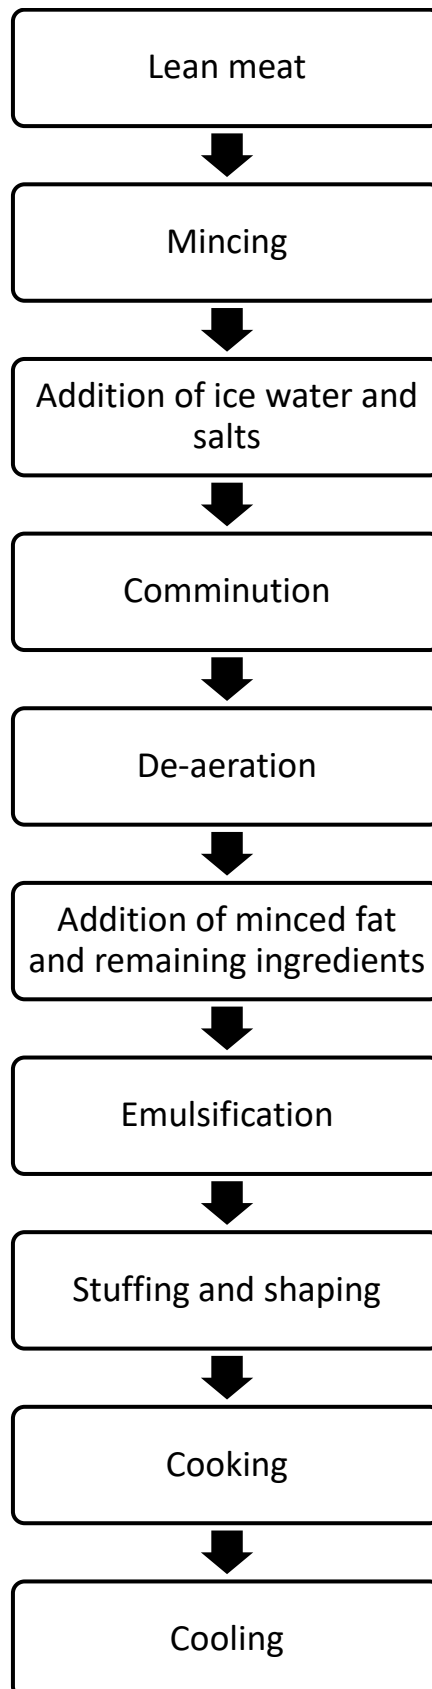 Lean meat
Mincing
Addition of ice water and
salts
Comminution
De-aeration
Addition of minced fat
and remaining ingredients
Emulsification
Stuffing and shaping
Cooking
Cooling